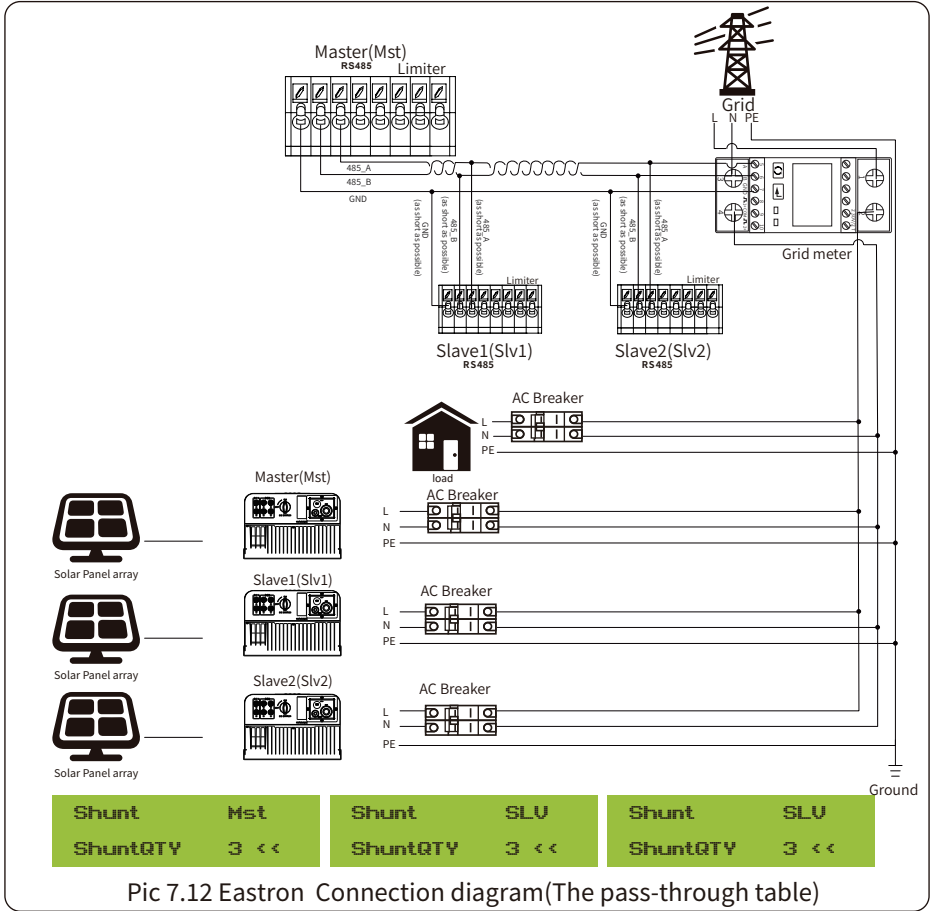 Master(Mst)
RS485
Limiter
Grid
L N PE
485_A
485_B
GND
GND
(as short as possible)
485_B
(as short as possible)
485_A
(as short as possible)
GND
(as short as possible)
485_B
(as short as possible)
485_A
(as short as possible)
Grid meter
Limiter
Limiter
Slave1(Slv1)
RS485
Slave2(Slv2)
RS485
AC Breaker
L
N
PE
load
Master(Mst)
AC Breaker
L
N
PE
Solar Panel array
Slave1(Slv1)
AC Breaker
L
N
PE
Solar Panel array
Slave2(Slv2)
AC Breaker
L
N
PE
Solar Panel array
Ground
Shunt Mst
ShuntQTY 3 <<
Shunt SLV
ShuntQTY 3 <<
Shunt SLV
ShuntQTY 3 <<
Pic 7.12 Eastron Connection diagram(The pass-through table)